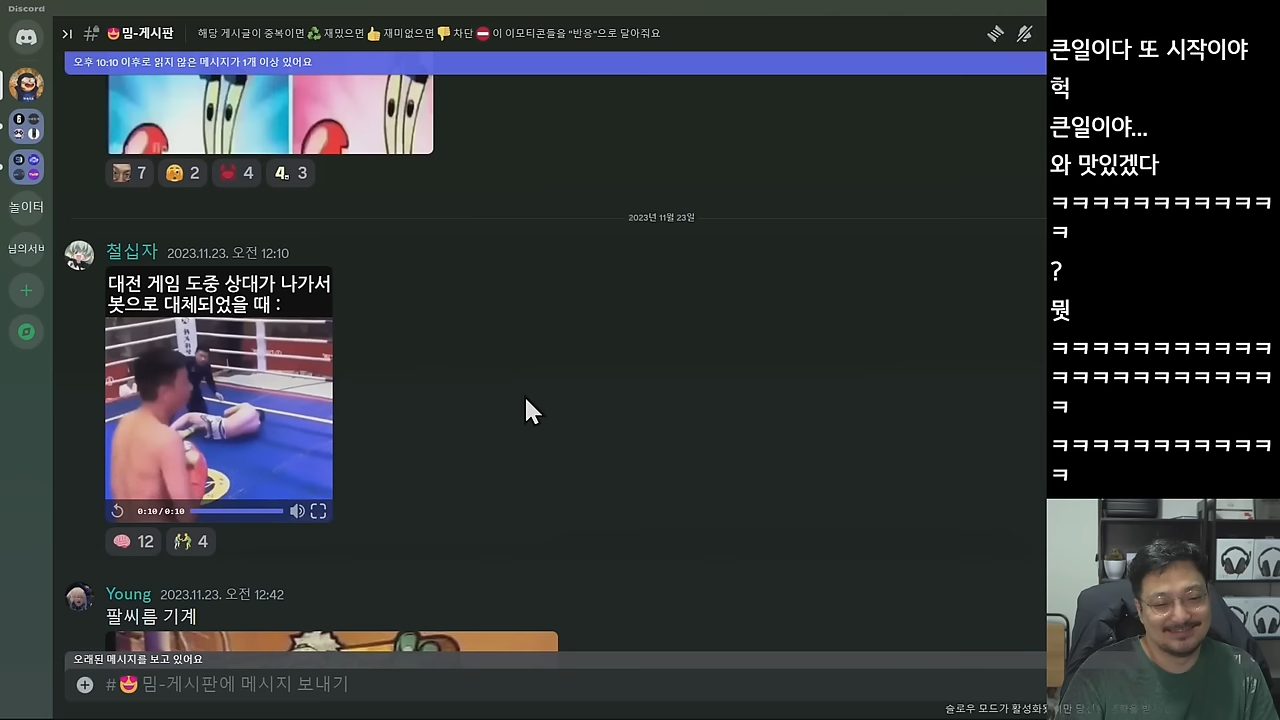 Discord
밈-게시판
해당 게시글이 중복이면 재밌으면 재미없으면 차단 이 이모티콘들을 "반응"으로 달아줘요
오후 10:10 이후로 읽지 않은 메시지가 1개 이상 있어요
7 2 4 4. 3
2023년 11월 23일
철십자 2023.11.23. 오전 12:10
대전 게임 도중 상대가 나가서
봇으로 대체되었을 때 :
0:10/0:10
12 4
Young 2023.11.23. 오전 12:42
팔씨름 기계
오래된 메시지를 보고 있어요
#밈-게시판에 메시지 보내기
슬로우 모드가 활성화
놀이터
님의서버
큰일이다 또 시작이야
헉
큰일이야...
와 맛있겠다
ㅋㅋㅋㅋㅋㅋㅋㅋㅋㅋㅋ
ㅋ
?
뭣
ㅋㅋㅋㅋㅋㅋㅋㅋㅋㅋㅋ
ㅋㅋㅋㅋㅋㅋㅋㅋㅋㅋㅋ
ㅋ
ㅋㅋㅋㅋㅋㅋㅋㅋㅋㅋㅋ
ㅋ